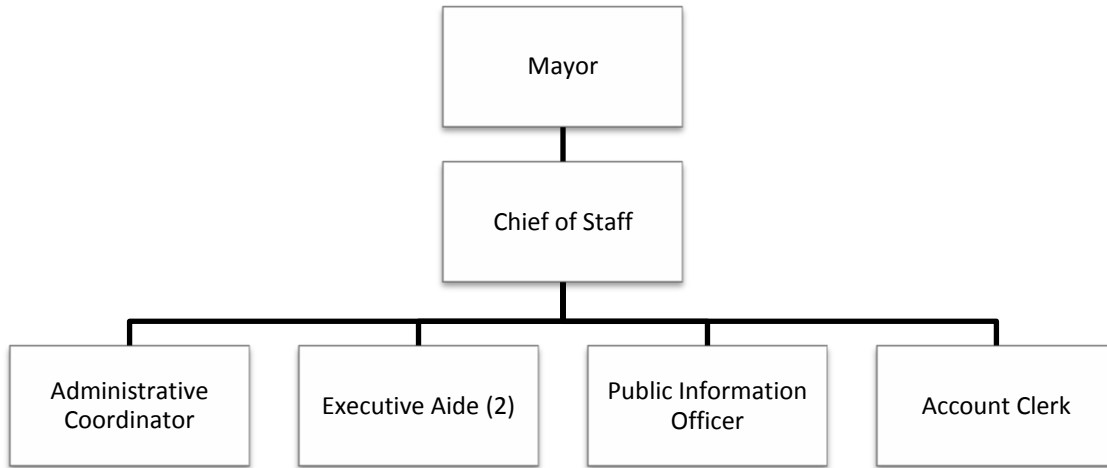 Mayor
Chief of Staff
Administrative
Coordinator
Executive Aide (2)
Public Information
Officer
Account Clerk